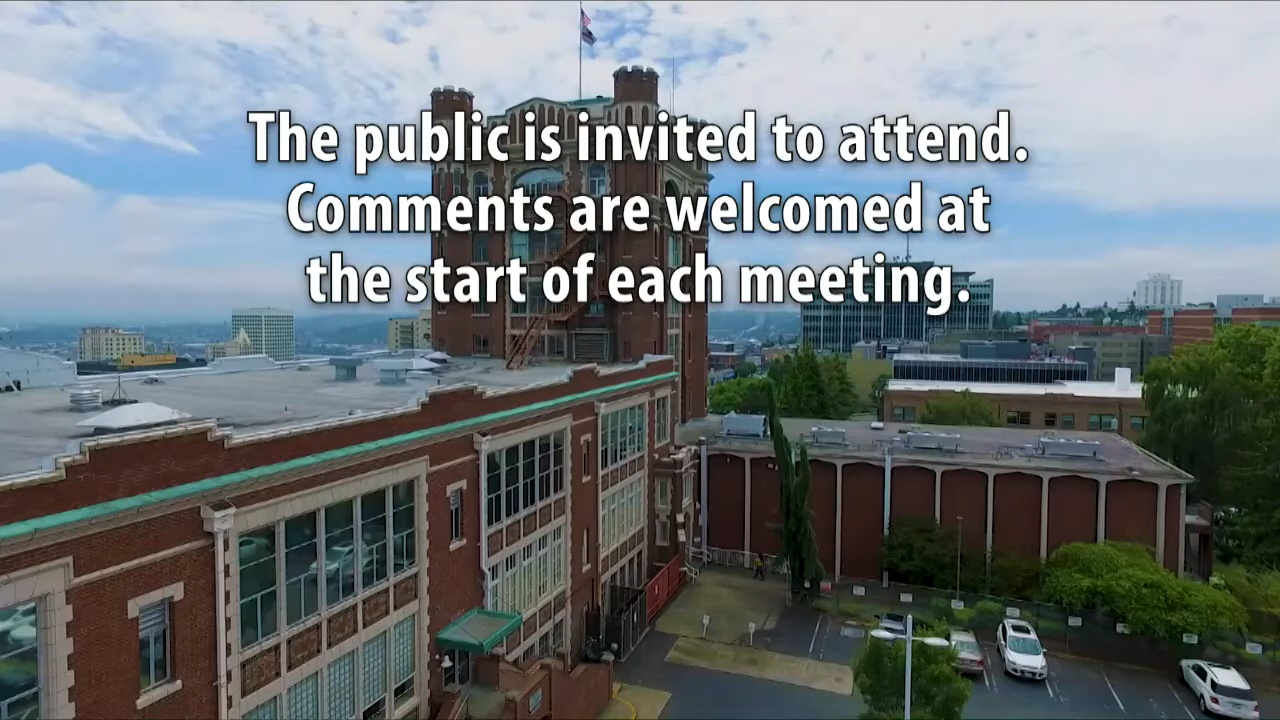 The public is invited to attend.
Comments are welcomed at
the start of each meeting.